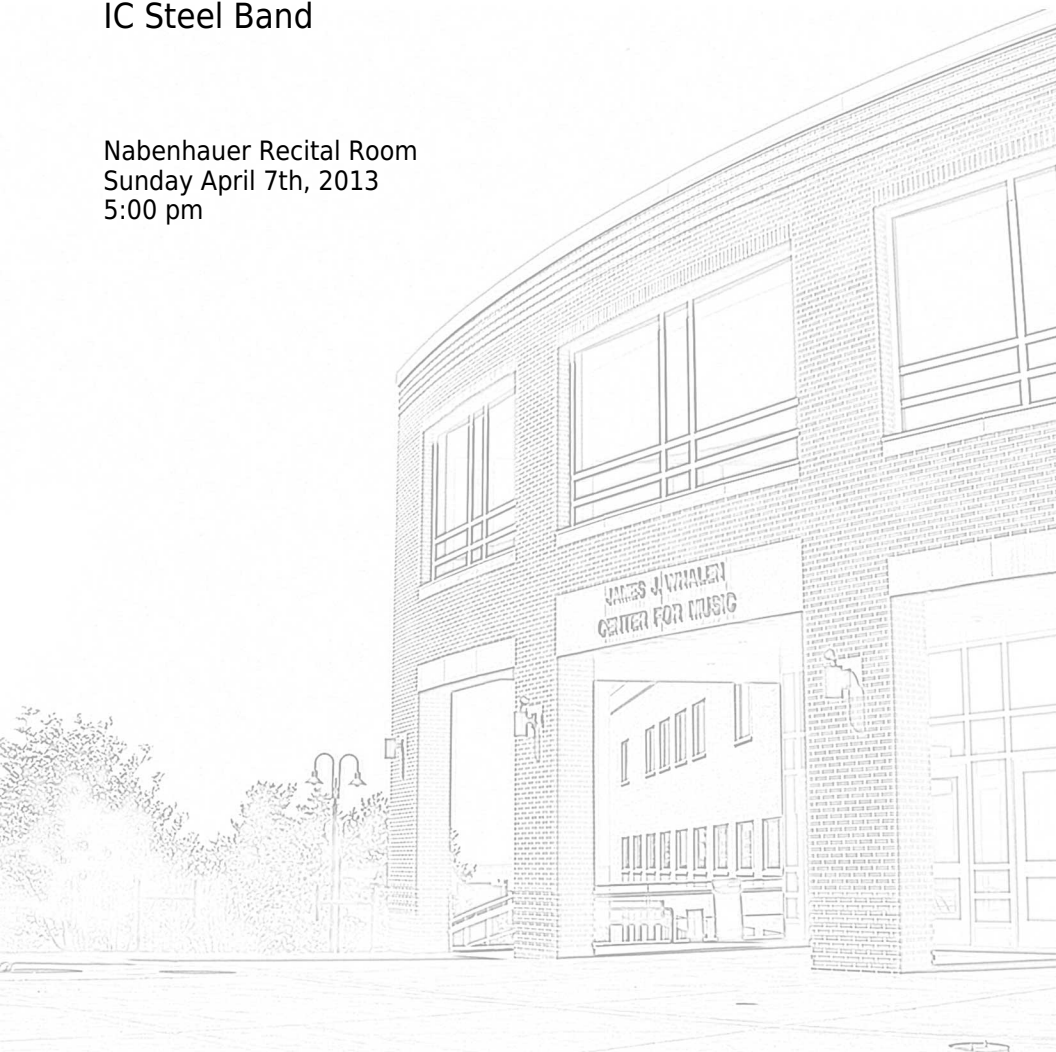 IC Steel Band
Nabenhauer Recital Room
Sunday April 7th, 2013
5:00 pm
JAMES J. WHALEN
CENTER FOR MUSIC